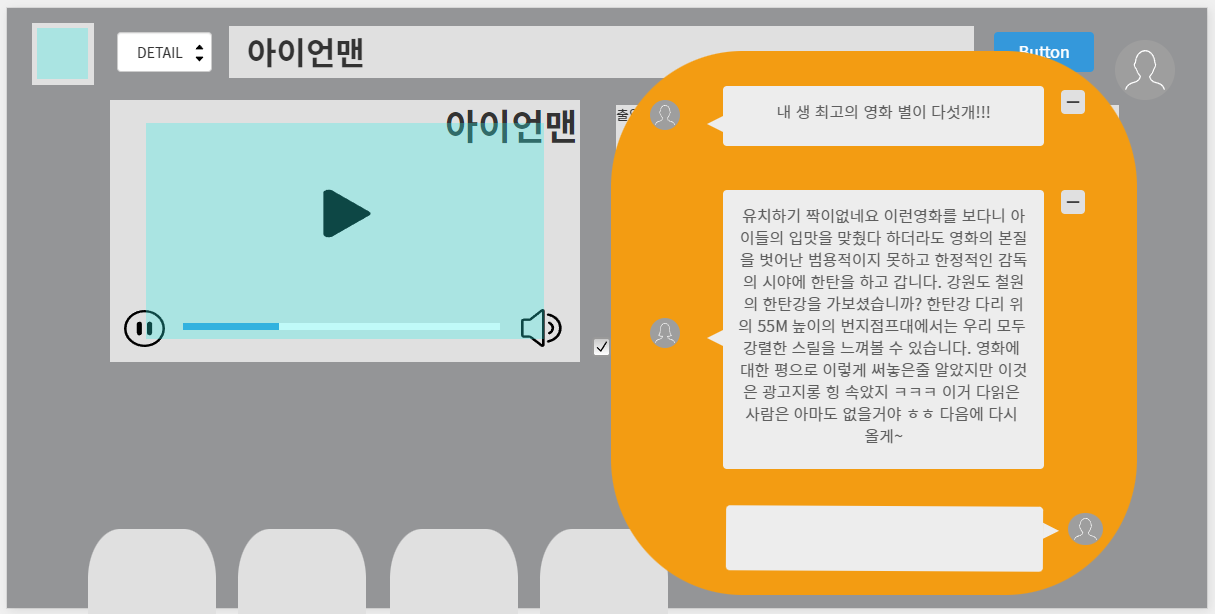 DETAIL
아이언맨
Button
아이언맨
내 생 최고의 영화 별이 다섯개!!!
유치하기 짝이없네요 이런영화를 보다니 아
이들의 입맛을 맞췄다 하더라도 영화의 본질
을 벗어난 범용적이지 못하고 한정적인 감독
의 시야에 한탄을 하고 갑니다. 강원도 철원
의 한탄강을 가보셨습니까? 한탄강 다리 위
의 55M 높이의 번지점프대에서는 우리 모두
강렬한 스릴을 느껴볼 수 있습니다. 영화에
대한 평으로 이렇게 써놓은줄 알았지만 이것
은 광고지롱 힝 속았지 ㅋㅋㅋ 이거 다읽은
사람은 아마도 없을거야 ㅎㅎ 다음에 다시
올게~